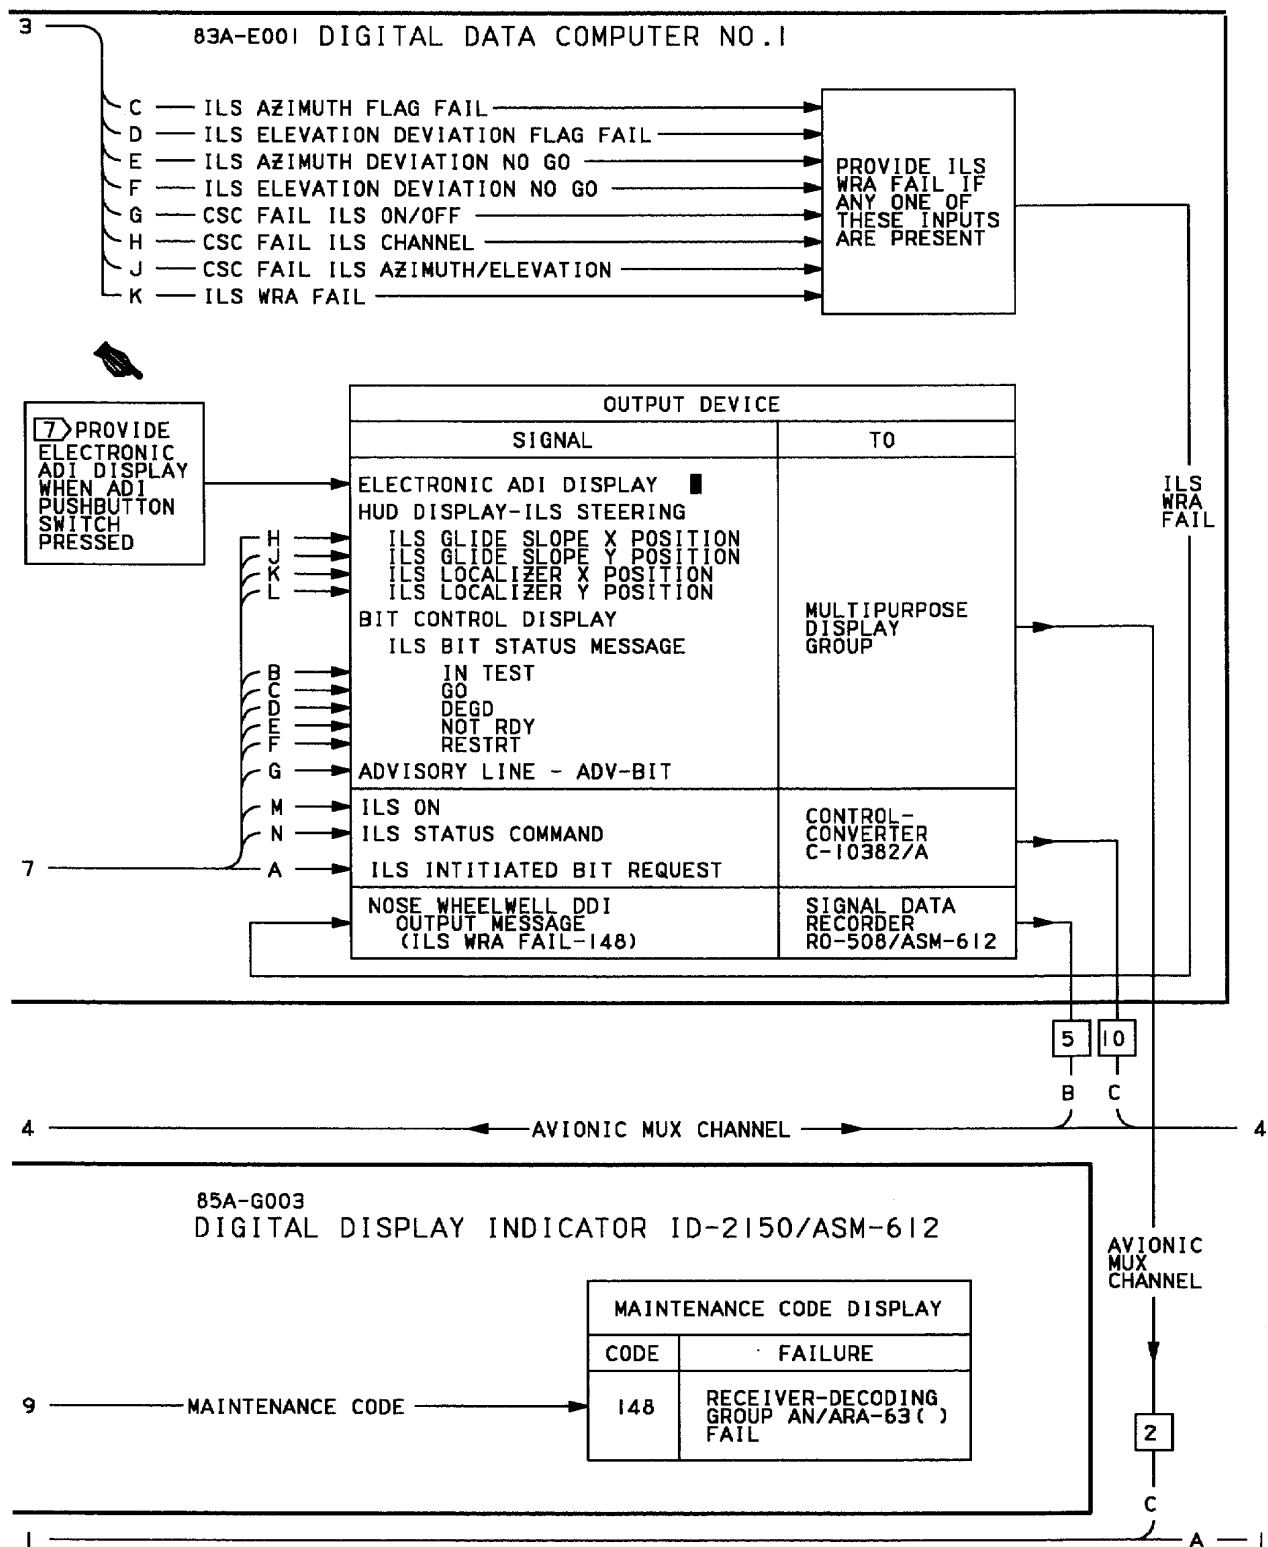 3
83A-E001 DIGITAL DATA COMPUTER NO.1
C ILS AZIMUTH FLAG FAIL
D ILS ELEVATION DEVIATION FLAG FAIL
E ILS AZIMUTH DEVIATION NO GO
F ILS ELEVATION DEVIATION NO GO
G CSC FAIL ILS ON/OFF
H CSC FAIL ILS CHANNEL
J CSC FAIL ILS AZIMUTH/ELEVATION
K ILS WRA FAIL
PROVIDE ILS
WRA FAIL IF
ANY ONE OF
THESE INPUTS
ARE PRESENT
ILS
WRA
FAIL
7 PROVIDE
ELECTRONIC
ADI DISPLAY
WHEN ADI
PUSHBUTTON
SWITCH
PRESSED
OUTPUT DEVICE
SIGNAL TO
ELECTRONIC ADI DISPLAY
HUD DISPLAY-ILS STEERING
H ILS GLIDE SLOPE X POSITION
J ILS GLIDE SLOPE Y POSITION
K ILS LOCALIZER X POSITION
L ILS LOCALIZER Y POSITION
BIT CONTROL DISPLAY
ILS BIT STATUS MESSAGE
B IN TEST
C GO
D DEGD
E NOT RDY
F RESTRT
G ADVISORY LINE - ADV-BIT
MULTIPURPOSE
DISPLAY
GROUP
M ILS ON
N ILS STATUS COMMAND
7 A ILS INTITIATED BIT REQUEST
CONTROL-
CONVERTER
C-10382/A
NOSE WHEELWELL DDI
OUTPUT MESSAGE
(ILS WRA FAIL-148)
SIGNAL DATA
RECORDER
RO-508/ASM-612
5 10
B C
4 AVIONIC MUX CHANNEL 4
85A-G003
DIGITAL DISPLAY INDICATOR ID-2150/ASM-612
AVIONIC
MUX
CHANNEL
MAINTENANCE CODE DISPLAY
CODE FAILURE
9 MAINTENANCE CODE
148
RECEIVER-DECODING
GROUP AN/ARA-63( )
FAIL
2
C
1 A 1